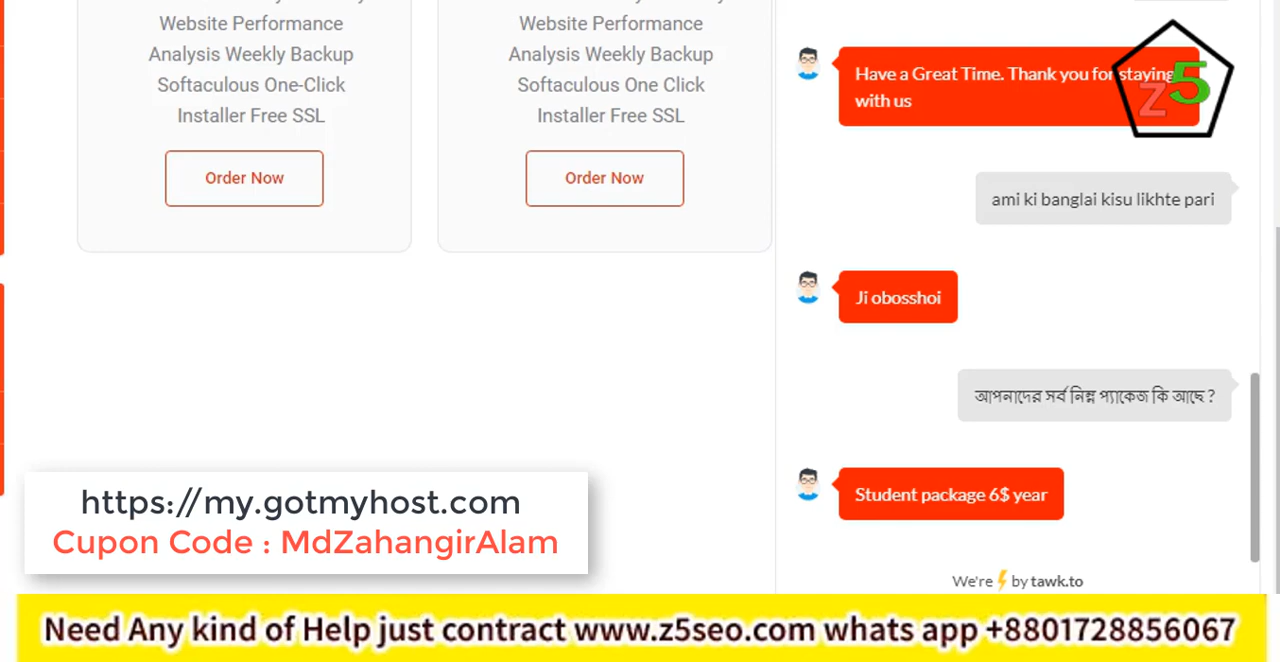 Website Performance
Analysis Weekly Backup
Softaculous One-Click
Installer Free SSL
Order Now
Website Performance
Analysis Weekly Backup
Softaculous One Click
Installer Free SSL
Order Now
Have a Great Time. Thank you for staying
with us
z5
ami ki banglai kisu likhte pari
Ji obosshoi
আপনাদের সর্ব নিম্ন প্যাকেজ কি আছে ?
Student package 6$ year
We're by tawk.to
https://my.gotmyhost.com
Cupon Code : MdZahangirAlam
Need Any kind of Help just contract www.z5seo.com whats app +8801728856067